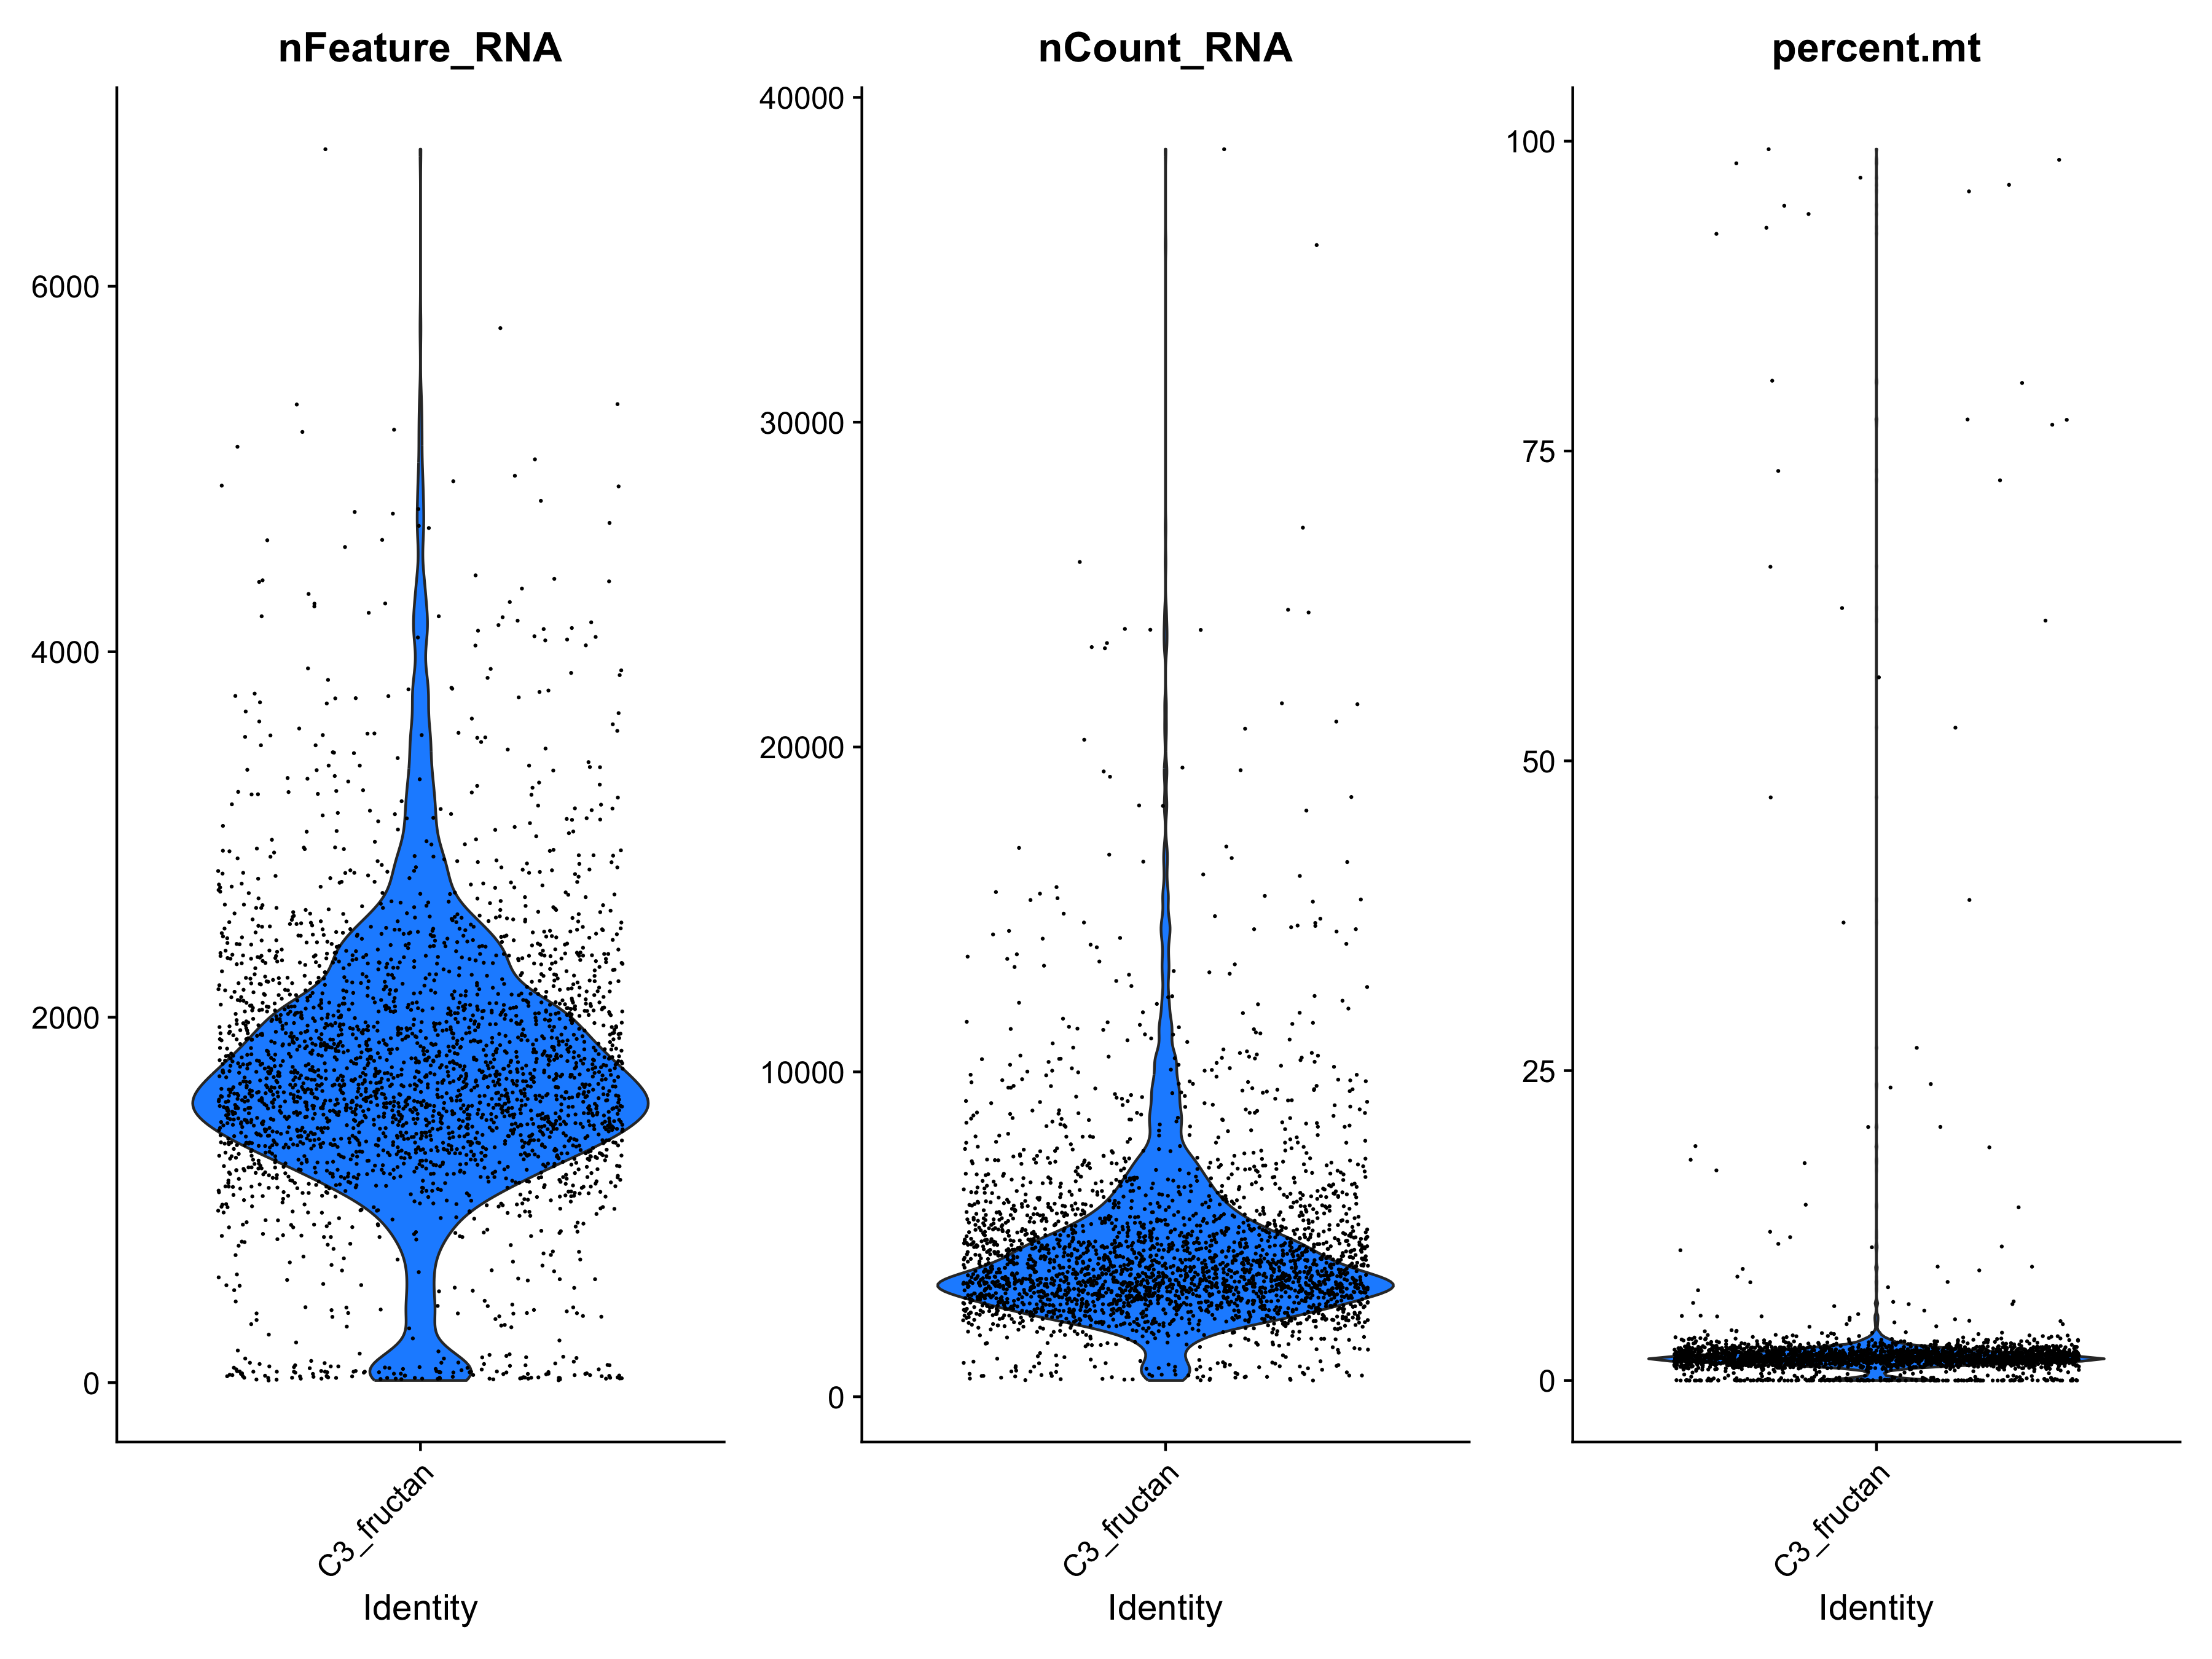 nFeature_RNA
6000
4000
2000
0
C3_fructan
Identity
nCount_RNA
40000
30000
20000
10000
0
C3_fructan
Identity
percent.mt
100
75
50
25
0
C3_fructan
Identity